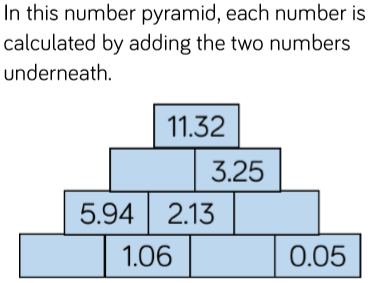 In this number pyramid, each number is
calculated by adding the two numbers
underneath.
11.32
3.25
5.94 2.13
1.06 0.05